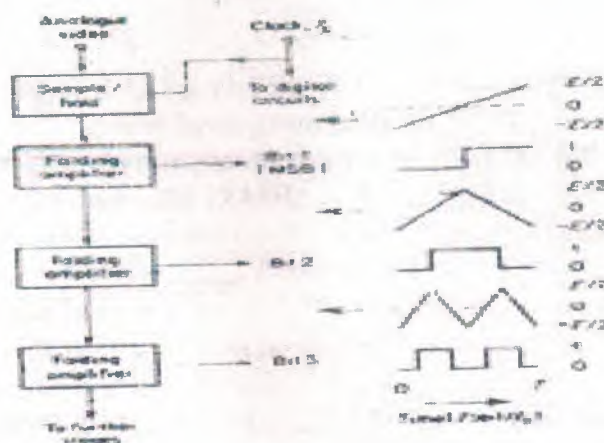 Analogue
video
Clock
Sample /
hold
To digital
circuits
E/2
0
-E/2
Folding
amplifier
Bit 1
(MSB)
1
0
E/2
0
-E/2
Folding
amplifier
Bit 2
1
0
E/2
0
-E/2
Folding
amplifier
Bit 3
1
0
0
T
To further
stages